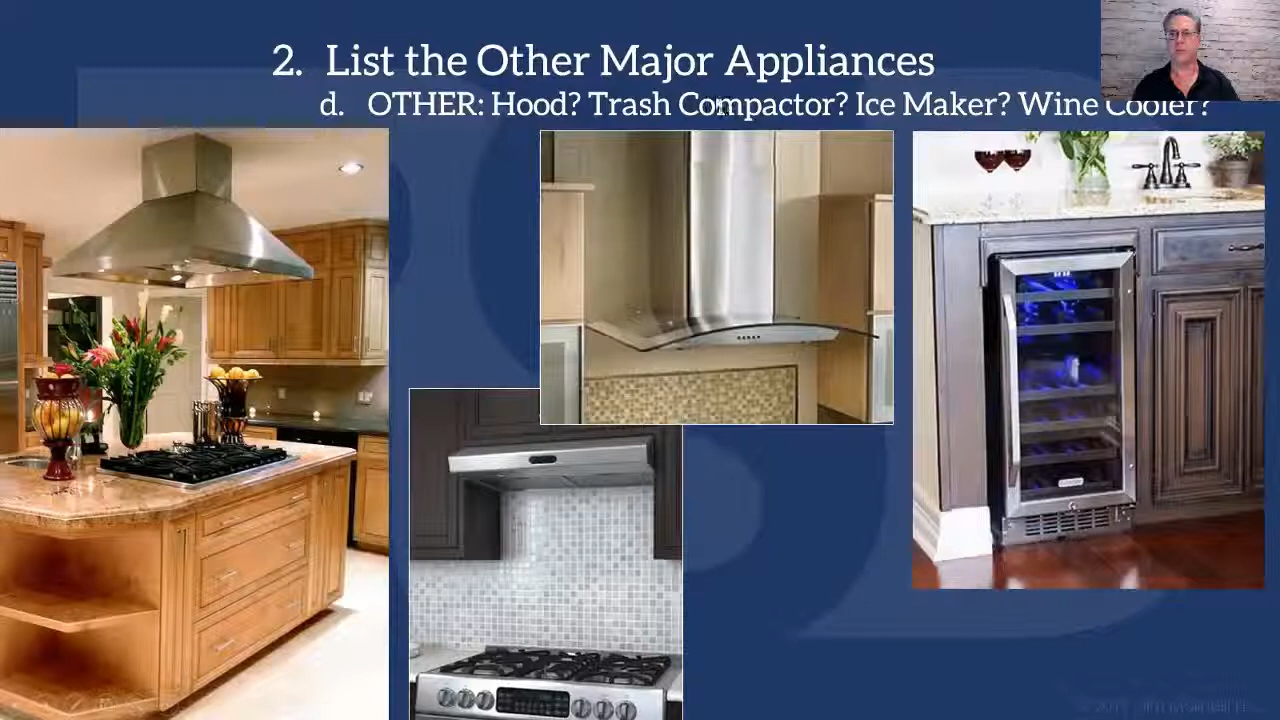 2. List the Other Major Appliances
d. OTHER: Hood? Trash Compactor? Ice Maker? Wine Cooler?